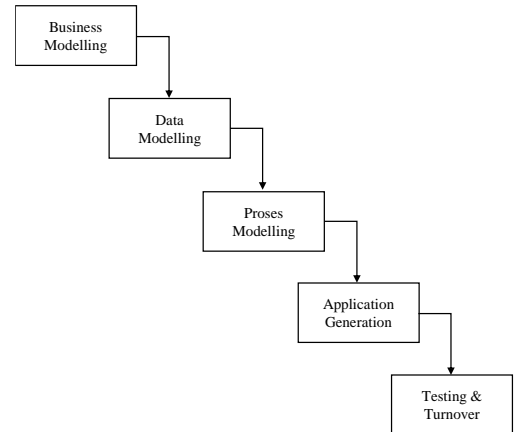 Business
Modelling
Data
Modelling
Proses
Modelling
Application
Generation
Testing &
Turnover